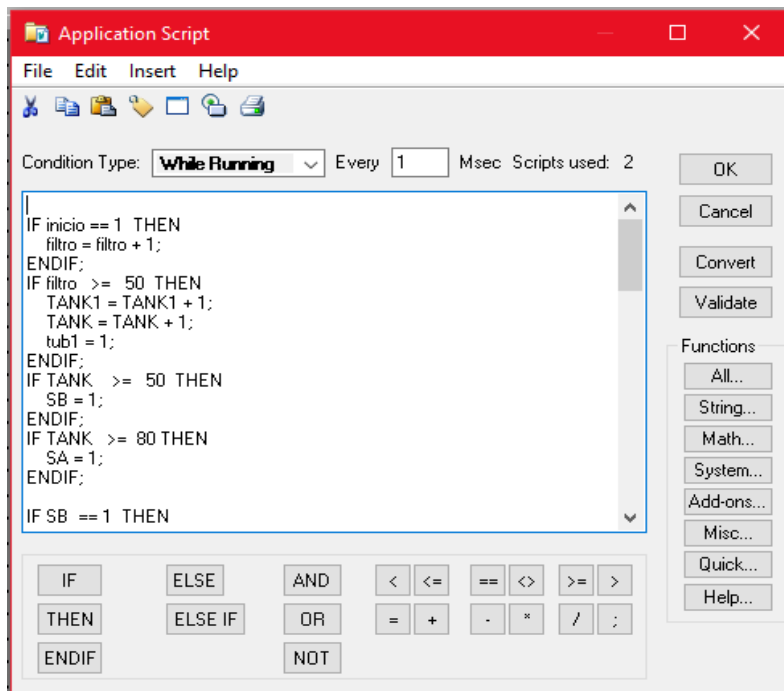 Application Script
File Edit Insert Help
Condition Type: While Running Every 1 Msec Scripts used: 2
OK
Cancel
Convert
Validate
IF inicio == 1 THEN
filtro = filtro + 1;
ENDIF;
IF filtro >= 50 THEN
TANK1 = TANK1 + 1;
TANK = TANK + 1;
tub1 = 1;
ENDIF;
IF TANK >= 50 THEN
SB = 1;
ENDIF;
IF TANK >= 80 THEN
SA = 1;
ENDIF;
IF SB == 1 THEN
Functions
All...
String...
Math...
System...
Add-ons...
Misc...
Quick...
Help...
IF ELSE AND < <= == <> >= >
THEN ELSE IF OR = + - * / ;
ENDIF NOT